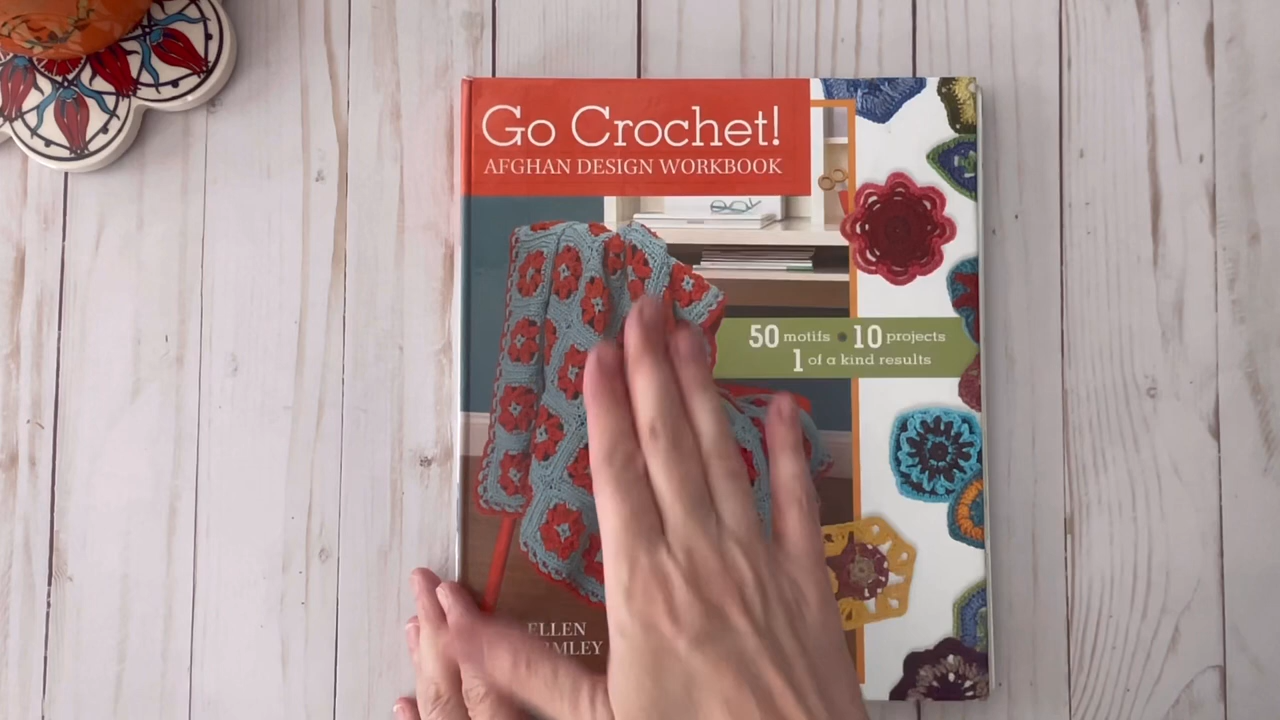 Go Crochet!
AFGHAN DESIGN WORKBOOK
50 motifs • 10 projects
1 of a kind results
ELLEN